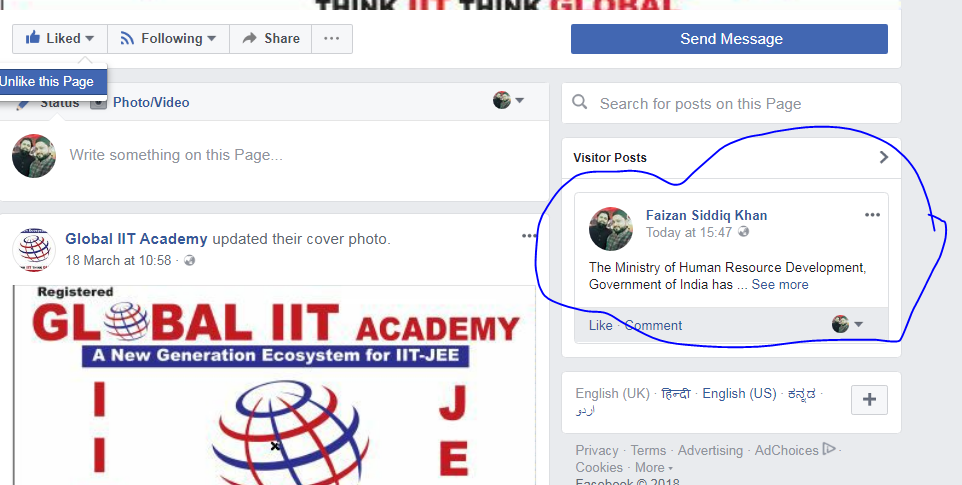 THINK IIT THINK GLOBAL
Liked
Following
Share
Send Message
Unlike this Page
Status
Photo/Video
Search for posts on this Page
Write something on this Page...
Visitor Posts
Faizan Siddiq Khan
Today at 15:47
The Ministry of Human Resource Development,
Government of India has ... See more
Like · Comment
Global IIT Academy updated their cover photo.
18 March at 10:58 ·
Registered
GLOBAL IIT ACADEMY
A New Generation Ecosystem for IIT-JEE
I J
I E
English (UK) · हिन्दी · English (US) · ಕನ್ನಡ ·
اردو
Privacy · Terms · Advertising · AdChoices ·
Cookies · More
Facebook © 2018